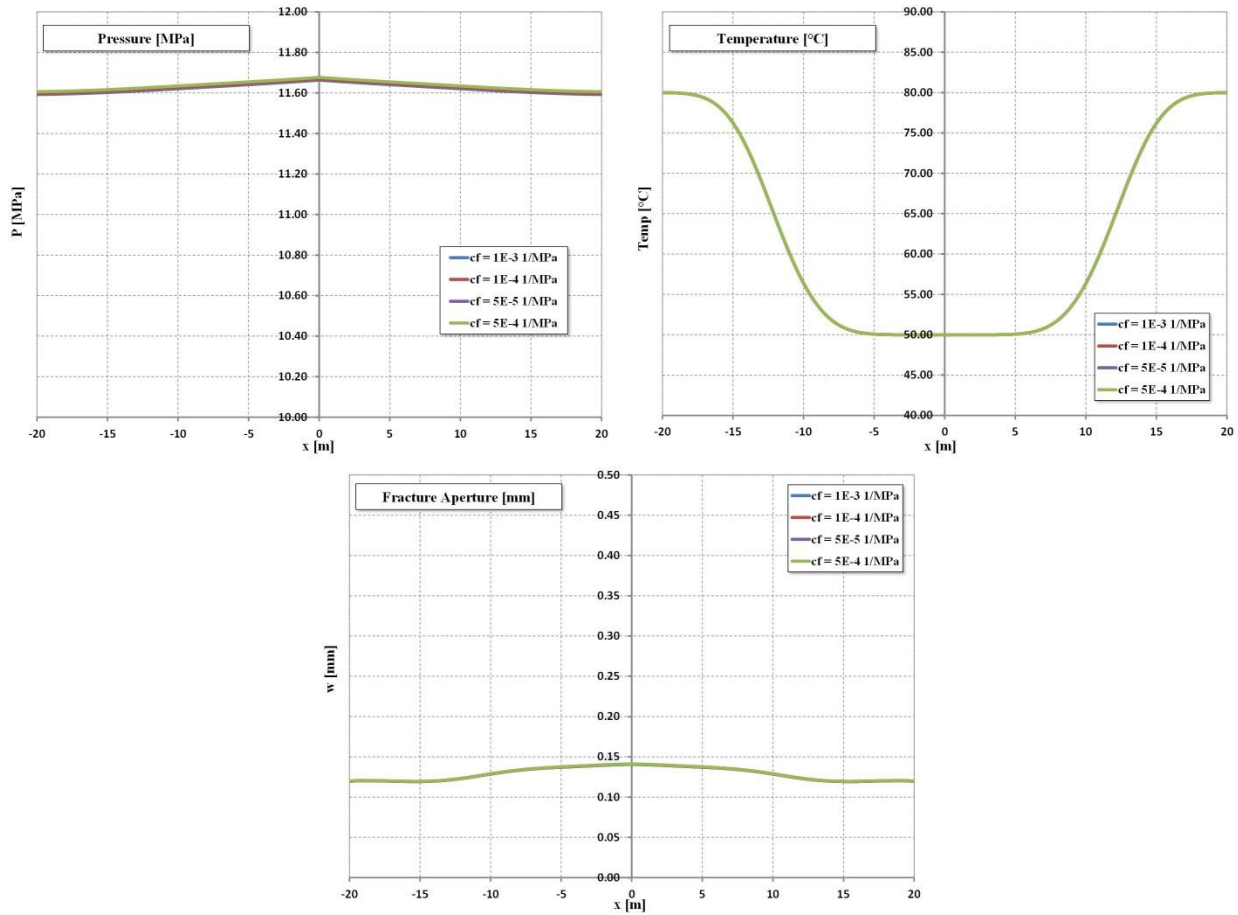 Pressure [MPa]
P [MPa]
12.00
11.80
11.60
11.40
11.20
11.00
10.80
10.60
10.40
10.20
10.00
-20 -15 -10 -5 0 5 10 15 20
x [m]
cf = 1E-3 1/MPa
cf = 1E-4 1/MPa
cf = 5E-5 1/MPa
cf = 5E-4 1/MPa
Temperature [°C]
Temp [°C]
90.00
85.00
80.00
75.00
70.00
65.00
60.00
55.00
50.00
45.00
40.00
-20 -15 -10 -5 0 5 10 15 20
x [m]
cf = 1E-3 1/MPa
cf = 1E-4 1/MPa
cf = 5E-5 1/MPa
cf = 5E-4 1/MPa
Fracture Aperture [mm]
w [mm]
0.50
0.45
0.40
0.35
0.30
0.25
0.20
0.15
0.10
0.05
0.00
-20 -15 -10 -5 0 5 10 15 20
x [m]
cf = 1E-3 1/MPa
cf = 1E-4 1/MPa
cf = 5E-5 1/MPa
cf = 5E-4 1/MPa